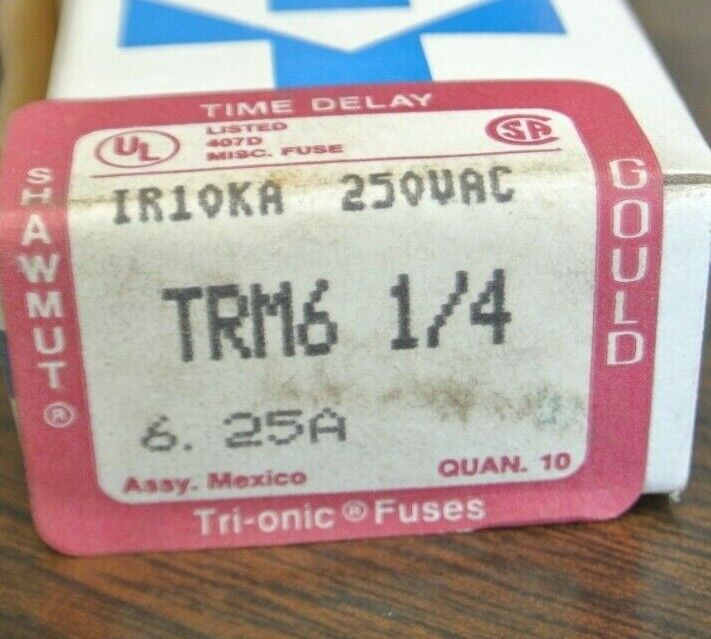 TIME DELAY
UL
LISTED
407D
MISC. FUSE
SA
IR10KA 250VAC
TRM6 1/4
6.25A
Assy. Mexico
QUAN. 10
Tri-onic® Fuses
SHAWMUT®
GOULD